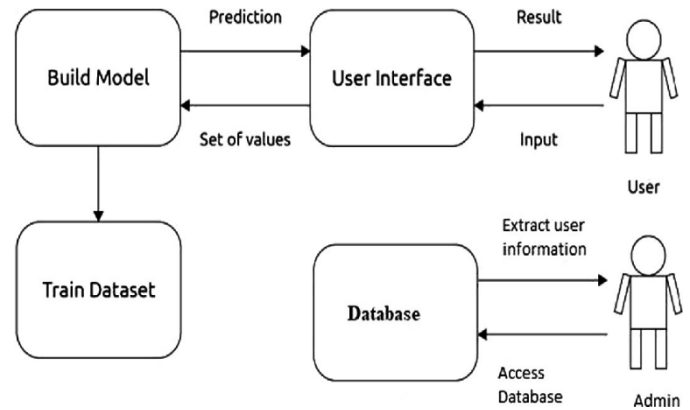 Prediction
Result
Build Model
User Interface
Set of values
Input
User
Extract user
information
Train Dataset
Database
Access
Database
Admin